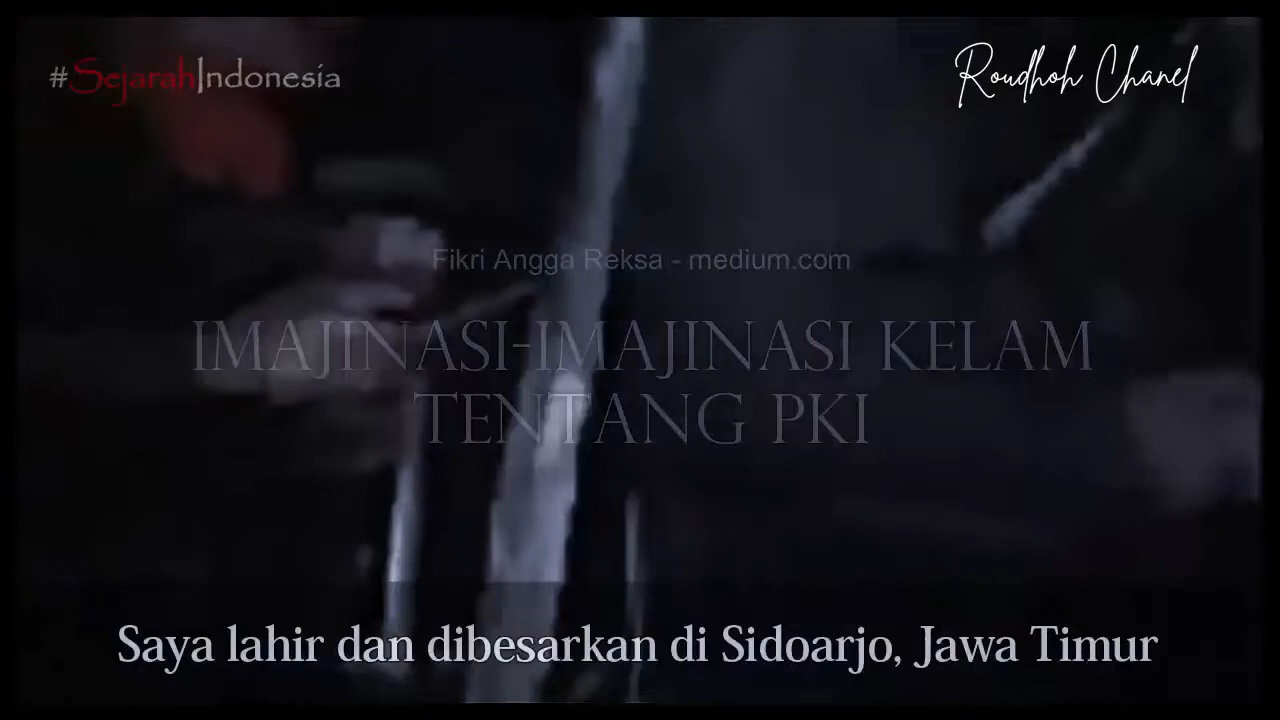 #SejarahIndonesia
Roudhoh Chanel
Fikri Angga Reksa - medium.com
IMAJINASI-IMAJINASI KELAM
TENTANG PKI
Saya lahir dan dibesarkan di Sidoarjo, Jawa Timur